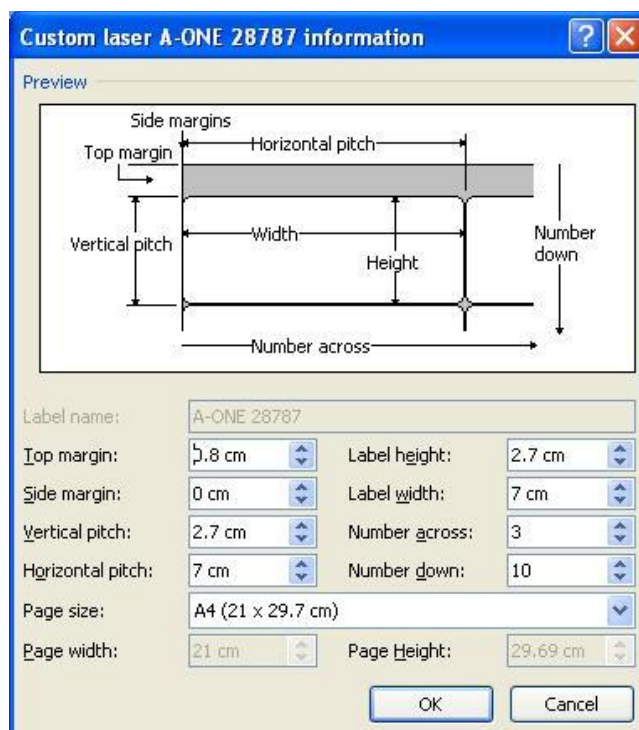 Custom laser A-ONE 28787 information
Preview
Side margins
Horizontal pitch
Top margin
Vertical pitch
Width
Height
Number down
Number across
Label name: A-ONE 28787
Top margin: 0.8 cm Label height: 2.7 cm
Side margin: 0 cm Label width: 7 cm
Vertical pitch: 2.7 cm Number across: 3
Horizontal pitch: 7 cm Number down: 10
Page size: A4 (21 x 29.7 cm)
Page width: 21 cm Page Height: 29.69 cm
OK Cancel